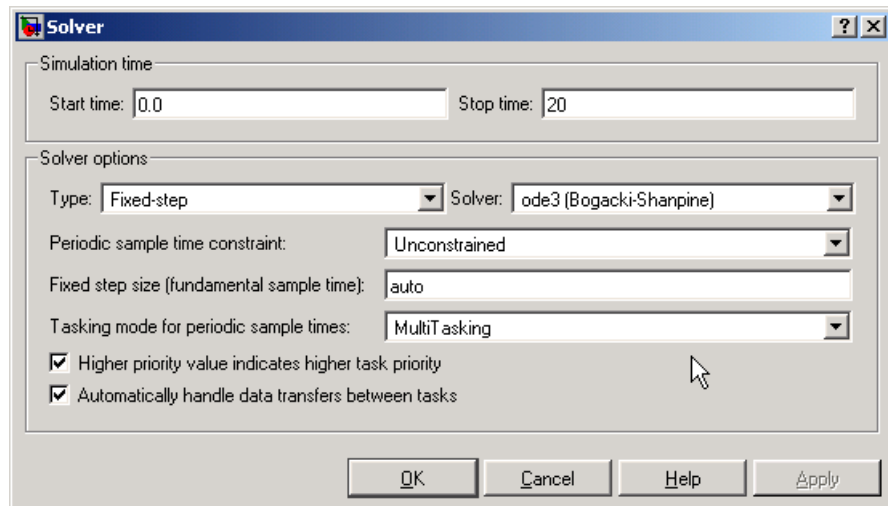 Solver
Simulation time
Start time: 0.0 Stop time: 20
Solver options
Type: Fixed-step Solver: ode3 (Bogacki-Shanpine)
Periodic sample time constraint: Unconstrained
Fixed step size (fundamental sample time): auto
Tasking mode for periodic sample times: MultiTasking
Higher priority value indicates higher task priority
Automatically handle data transfers between tasks
OK Cancel Help Apply